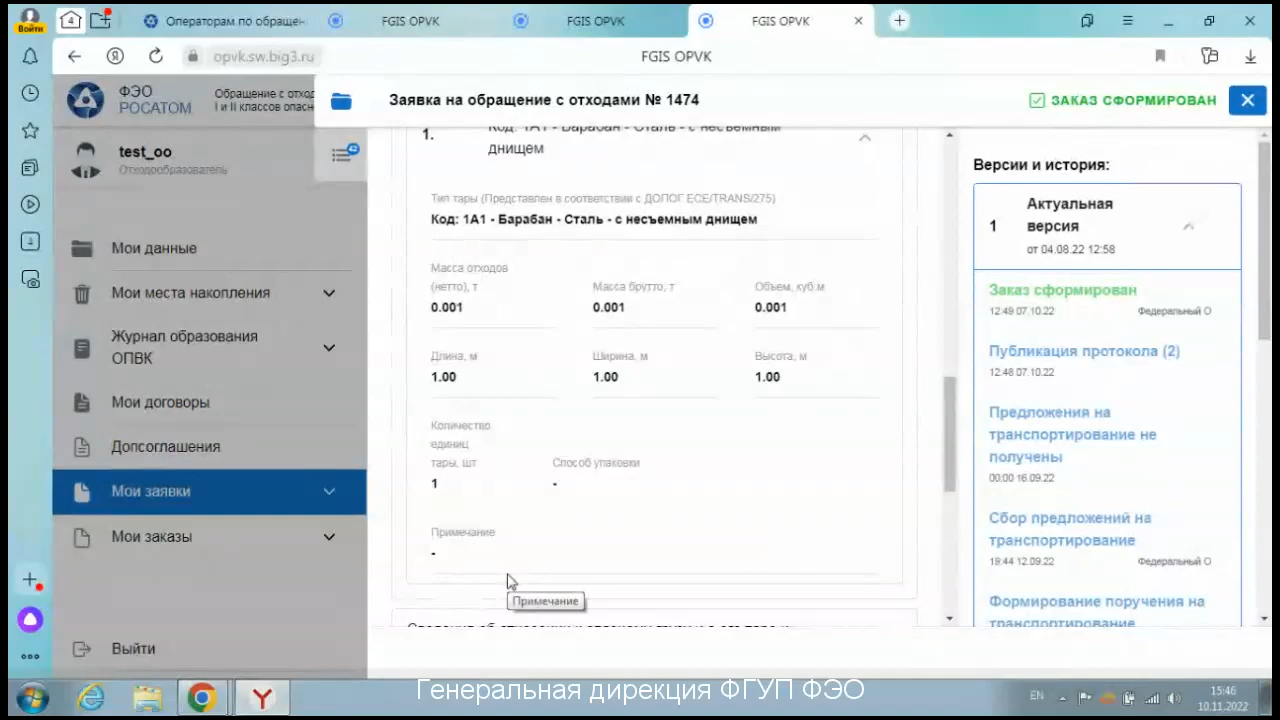 Войти
4
Операторам по обращен
FGIS OPVK
FGIS OPVK
FGIS OPVK
opvk.sw.big3.ru
FGIS OPVK
ФЭО
РОСАТОМ
Обращение с отход
I и II классов опасн
Заявка на обращение с отходами № 1474
ЗАКАЗ СФОРМИРОВАН
test_oo
Отходообразователь
Мои данные
Мои места накопления
Журнал образования
ОПВК
Мои договоры
Допсоглашения
Мои заявки
Мои заказы
Выйти
1.
Код: 1А1 - Барабан - Сталь - с несъемным
днищем
Тип тары (Представлен в соответствии с ДОПОГ ECE/TRANS/275)
Код: 1А1 - Барабан - Сталь - с несъемным днищем
Масса отходов
(нетто), т
Масса брутто, т
Объем, куб.м
0.001
0.001
0.001
Длина, м
Ширина, м
Высота, м
1.00
1.00
1.00
Количество
единиц
тары, шт
Способ упаковки
1
-
Примечание
-
Примечание
Версии и история:
1
Актуальная
версия
от 04.08.22 12:58
Заказ сформирован
12:49 07.10.22
Федеральный О
Публикация протокола (2)
12:48 07.10.22
Предложения на
транспортирование не
получены
00:00 16.09.22
Сбор предложений на
транспортирование
19:44 12.09.22
Федеральный О
Формирование поручения на
транспортирование
Генеральная дирекция ФГУП ФЭО
EN
15:46
10.11.2022